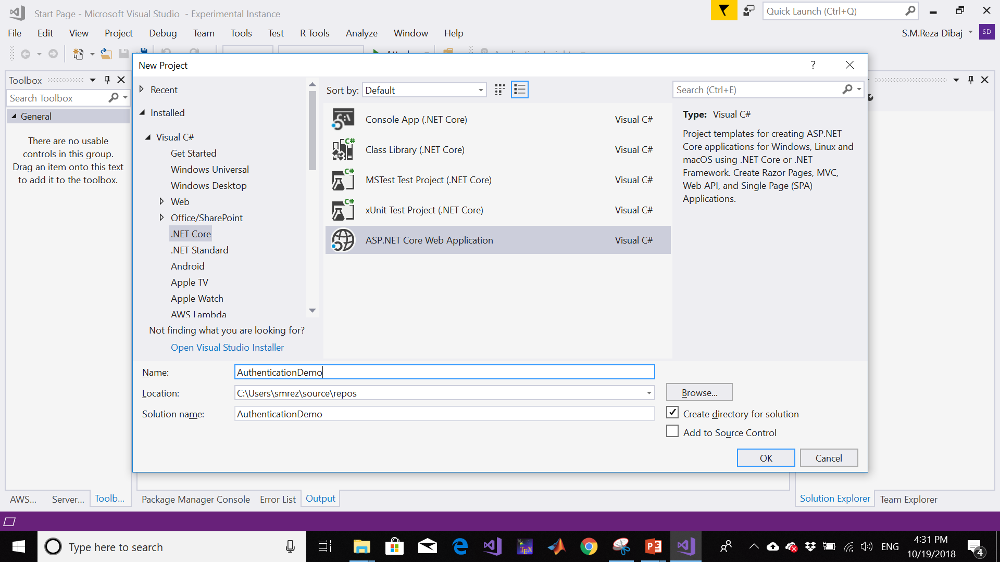 Start Page - Microsoft Visual Studio - Experimental Instance
Quick Launch (Ctrl+Q)
File Edit View Project Debug Team Tools Test R Tools Analyze Window Help
S.M.Reza Dibaj SD
New Project
?
Toolbox
Search Toolbox
General
There are no usable
controls in this group.
Drag an item onto this text
to add it to the toolbox.
Recent
Installed
Visual C#
Get Started
Windows Universal
Windows Desktop
Web
Office/SharePoint
.NET Core
.NET Standard
Android
Apple TV
Apple Watch
AWS Lambda
Not finding what you are looking for?
Open Visual Studio Installer
Sort by: Default
Console App (.NET Core) Visual C#
Class Library (.NET Core) Visual C#
MSTest Test Project (.NET Core) Visual C#
xUnit Test Project (.NET Core) Visual C#
ASP.NET Core Web Application Visual C#
Search (Ctrl+E)
Type: Visual C#
Project templates for creating ASP.NET
Core applications for Windows, Linux and
macOS using .NET Core or .NET
Framework. Create Razor Pages, MVC,
Web API, and Single Page (SPA)
Applications.
Name: AuthenticationDemo
Location: C:\Users\smrez\source\repos
Browse...
Solution name: AuthenticationDemo
Create directory for solution
Add to Source Control
OK Cancel
AWS... Server... Toolb...
Package Manager Console Error List Output
Solution Explorer Team Explorer
Type here to search
ENG
4:31 PM
10/19/2018
4